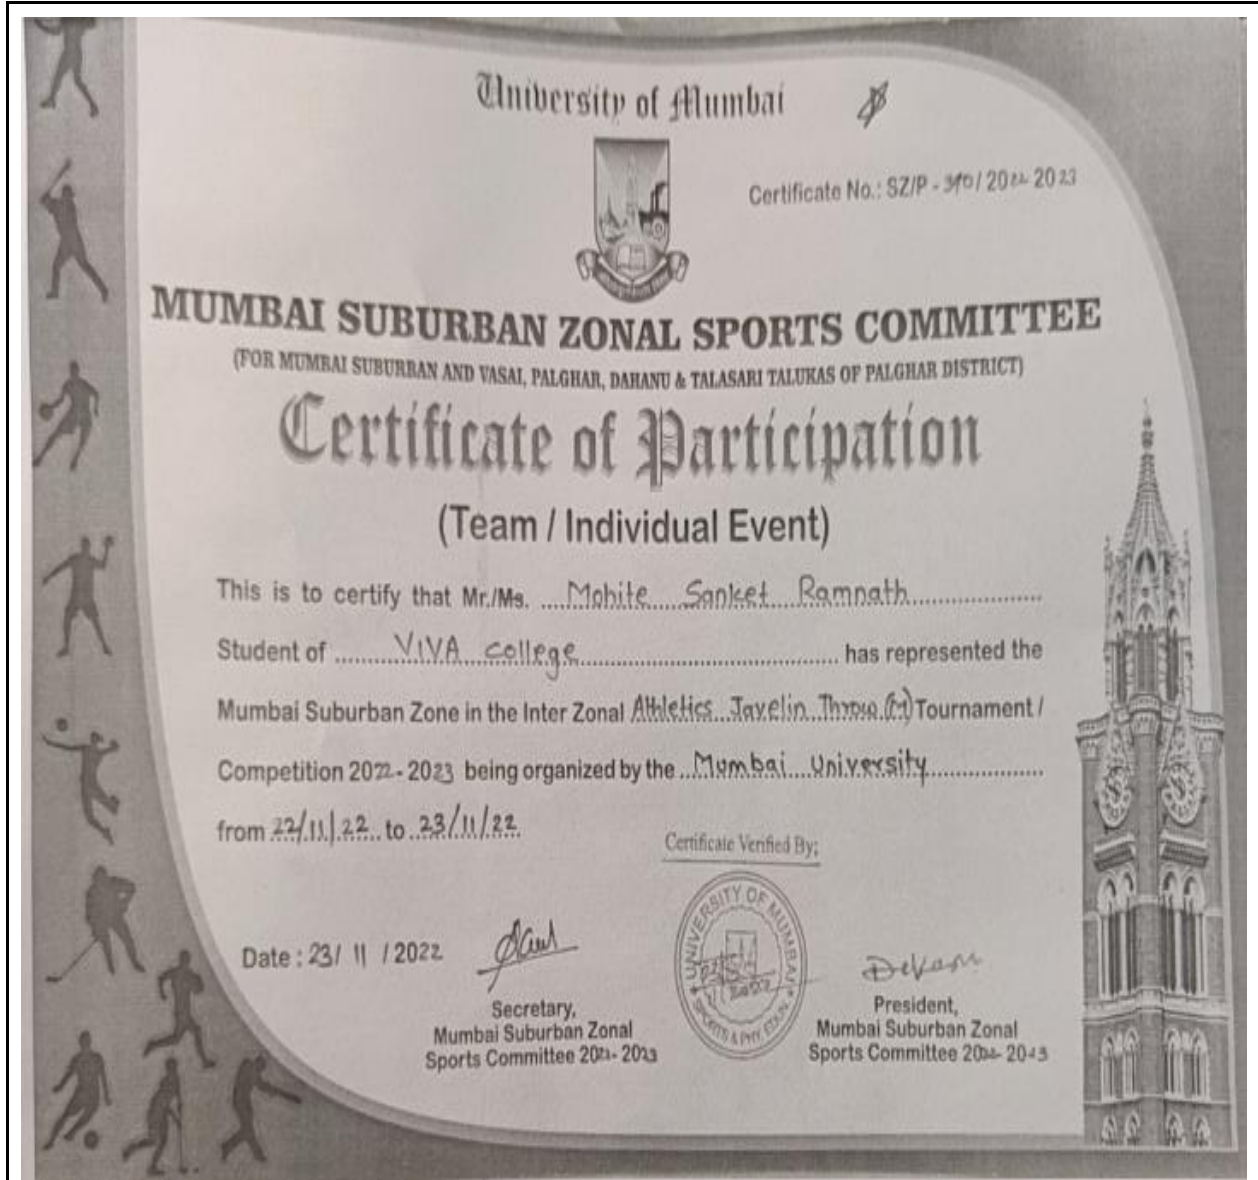 University of Mumbai
Certificate No.: SZ/P - 310/2022 2023
MUMBAI SUBURBAN ZONAL SPORTS COMMITTEE
(FOR MUMBAI SUBURBAN AND VASAI, PALGHAR, DAHANU & TALASARI TALUKAS OF PALGHAR DISTRICT)
Certificate of Participation
(Team / Individual Event)
This is to certify that Mr./Ms. Mohite Sanket Ramnath
Student of VIVA college has represented the
Mumbai Suburban Zone in the Inter Zonal Athletics Javelin Throw (M) Tournament /
Competition 2022 - 2023 being organized by the Mumbai University
from 22/11/22 to 23/11/22
Certificate Verified By;
UNIVERSITY OF MUMBAI
SPORTS & PHY. EDUN.
Date : 23/ 11 / 2022
Secretary,
Mumbai Suburban Zonal
Sports Committee 2022- 2023
President,
Mumbai Suburban Zonal
Sports Committee 2022- 2023